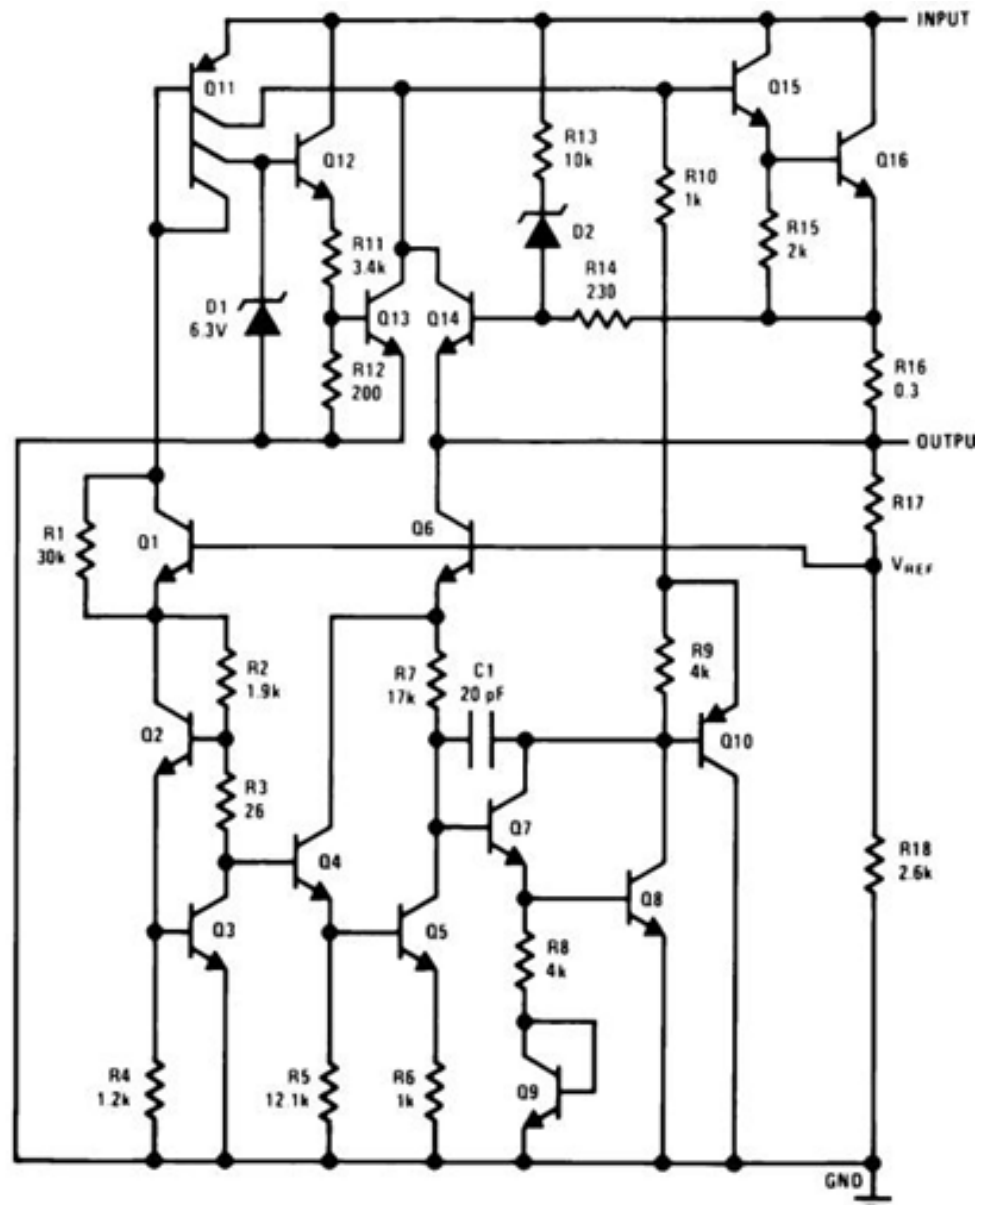 INPUT
Q11
Q12
R13
10k
Q15
Q16
R10
1k
R11
3.4k
D2
R15
2k
R14
230
D1
6.3V
Q13
Q14
R12
200
R16
0.3
OUTPU
R1
30k
Q1
Q6
R17
VREF
R2
1.9k
R7
17k
C1
20 pF
R9
4k
Q2
Q10
R3
26
Q7
Q4
R18
2.6k
Q3
Q5
Q8
R8
4k
R4
1.2k
R5
12.1k
R6
1k
Q9
GND